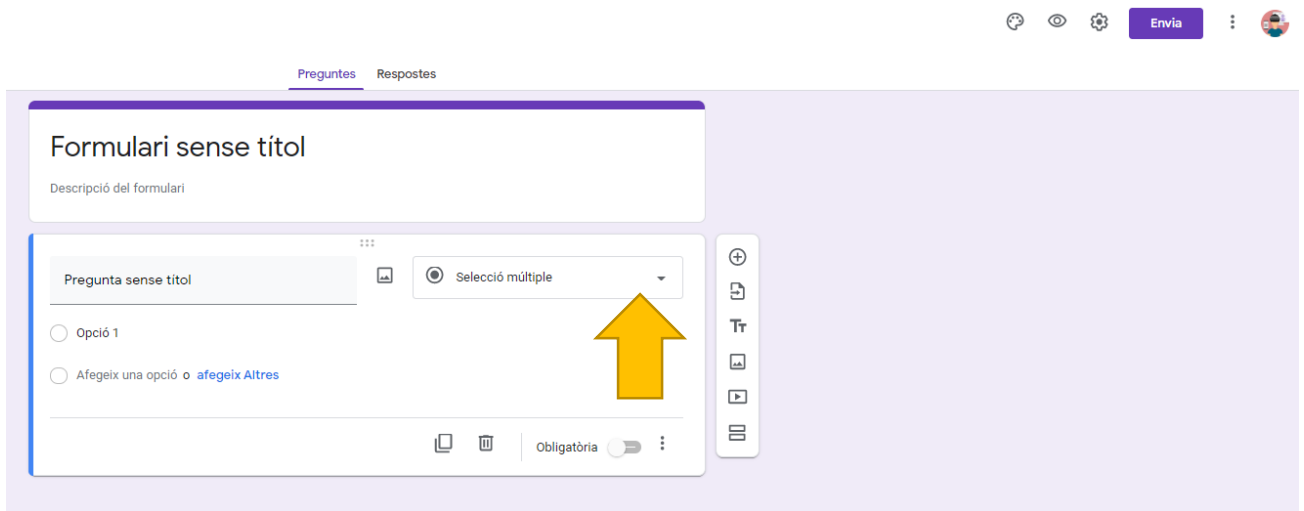 Envia
Preguntes Respostes
Formulari sense títol
Descripció del formulari
Pregunta sense títol Selecció múltiple
Opció 1
Afegeix una opció o afegeix Altres
Obligatòria